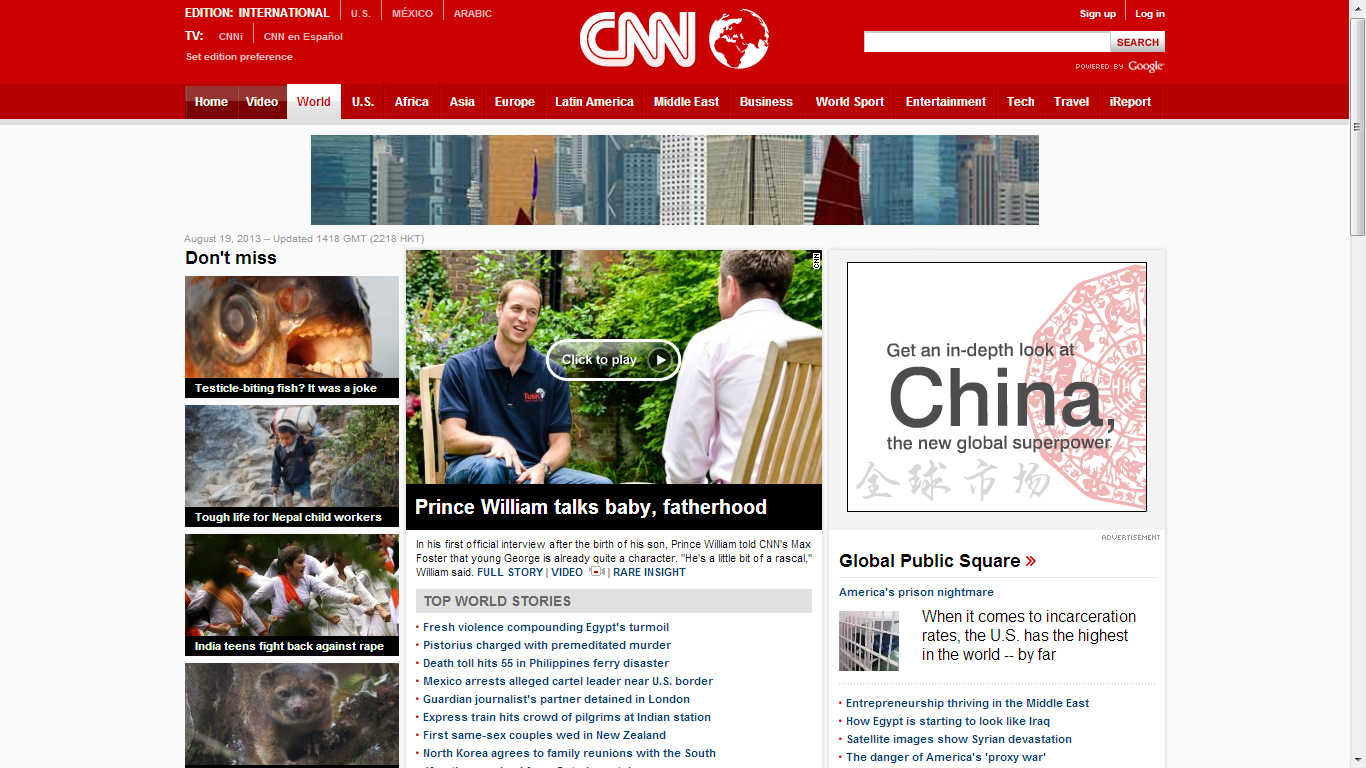 EDITION: INTERNATIONAL
U.S.
MÉXICO
ARABIC
TV:
CNNi
CNN en Español
Set edition preference
CNN
Sign up
Log in
SEARCH
POWERED BY Google
Home
Video
World
U.S.
Africa
Asia
Europe
Latin America
Middle East
Business
World Sport
Entertainment
Tech
Travel
iReport
August 19, 2013 -- Updated 1418 GMT (2218 HKT)
Don't miss
Testicle-biting fish? It was a joke
Tough life for Nepal child workers
India teens fight back against rape
CNN
Tusk
Click to play
Prince William talks baby, fatherhood
In his first official interview after the birth of his son, Prince William told CNN's Max
Foster that young George is already quite a character. "He's a little bit of a rascal,"
William said. FULL STORY | VIDEO | RARE INSIGHT
TOP WORLD STORIES
Fresh violence compounding Egypt's turmoil
Pistorius charged with premeditated murder
Death toll hits 55 in Philippines ferry disaster
Mexico arrests alleged cartel leader near U.S. border
Guardian journalist's partner detained in London
Express train hits crowd of pilgrims at Indian station
First same-sex couples wed in New Zealand
North Korea agrees to family reunions with the South
Get an in-depth look at
China,
the new global superpower.
全球市场
ADVERTISEMENT
Global Public Square »
America's prison nightmare
When it comes to incarceration
rates, the U.S. has the highest
in the world -- by far
Entrepreneurship thriving in the Middle East
How Egypt is starting to look like Iraq
Satellite images show Syrian devastation
The danger of America's 'proxy war'